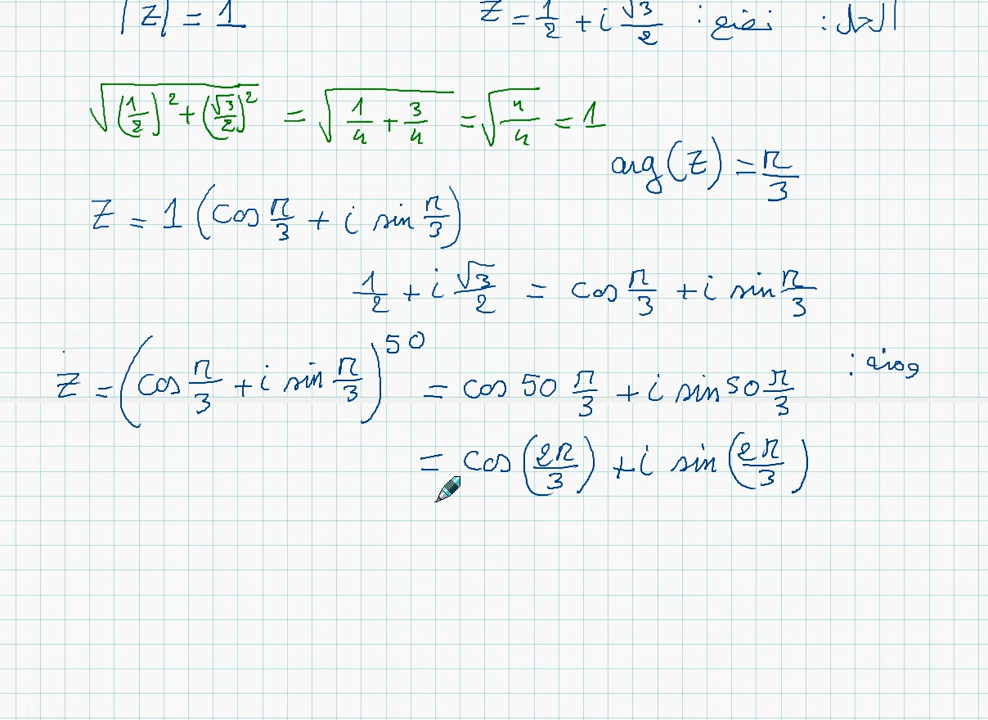 الحل: نضع: Z = 1/2 + i √3/2   |Z| = 1
√((1/2)² + (√3/2)²) = √(1/4 + 3/4) = √(4/4) = 1
arg(Z) = π/3
Z = 1 (cos π/3 + i sin π/3)
1/2 + i √3/2 = cos π/3 + i sin π/3
ومنه:
Z = (cos π/3 + i sin π/3)^50 = cos 50 π/3 + i sin 50 π/3
= cos(2π/3) + i sin(2π/3)